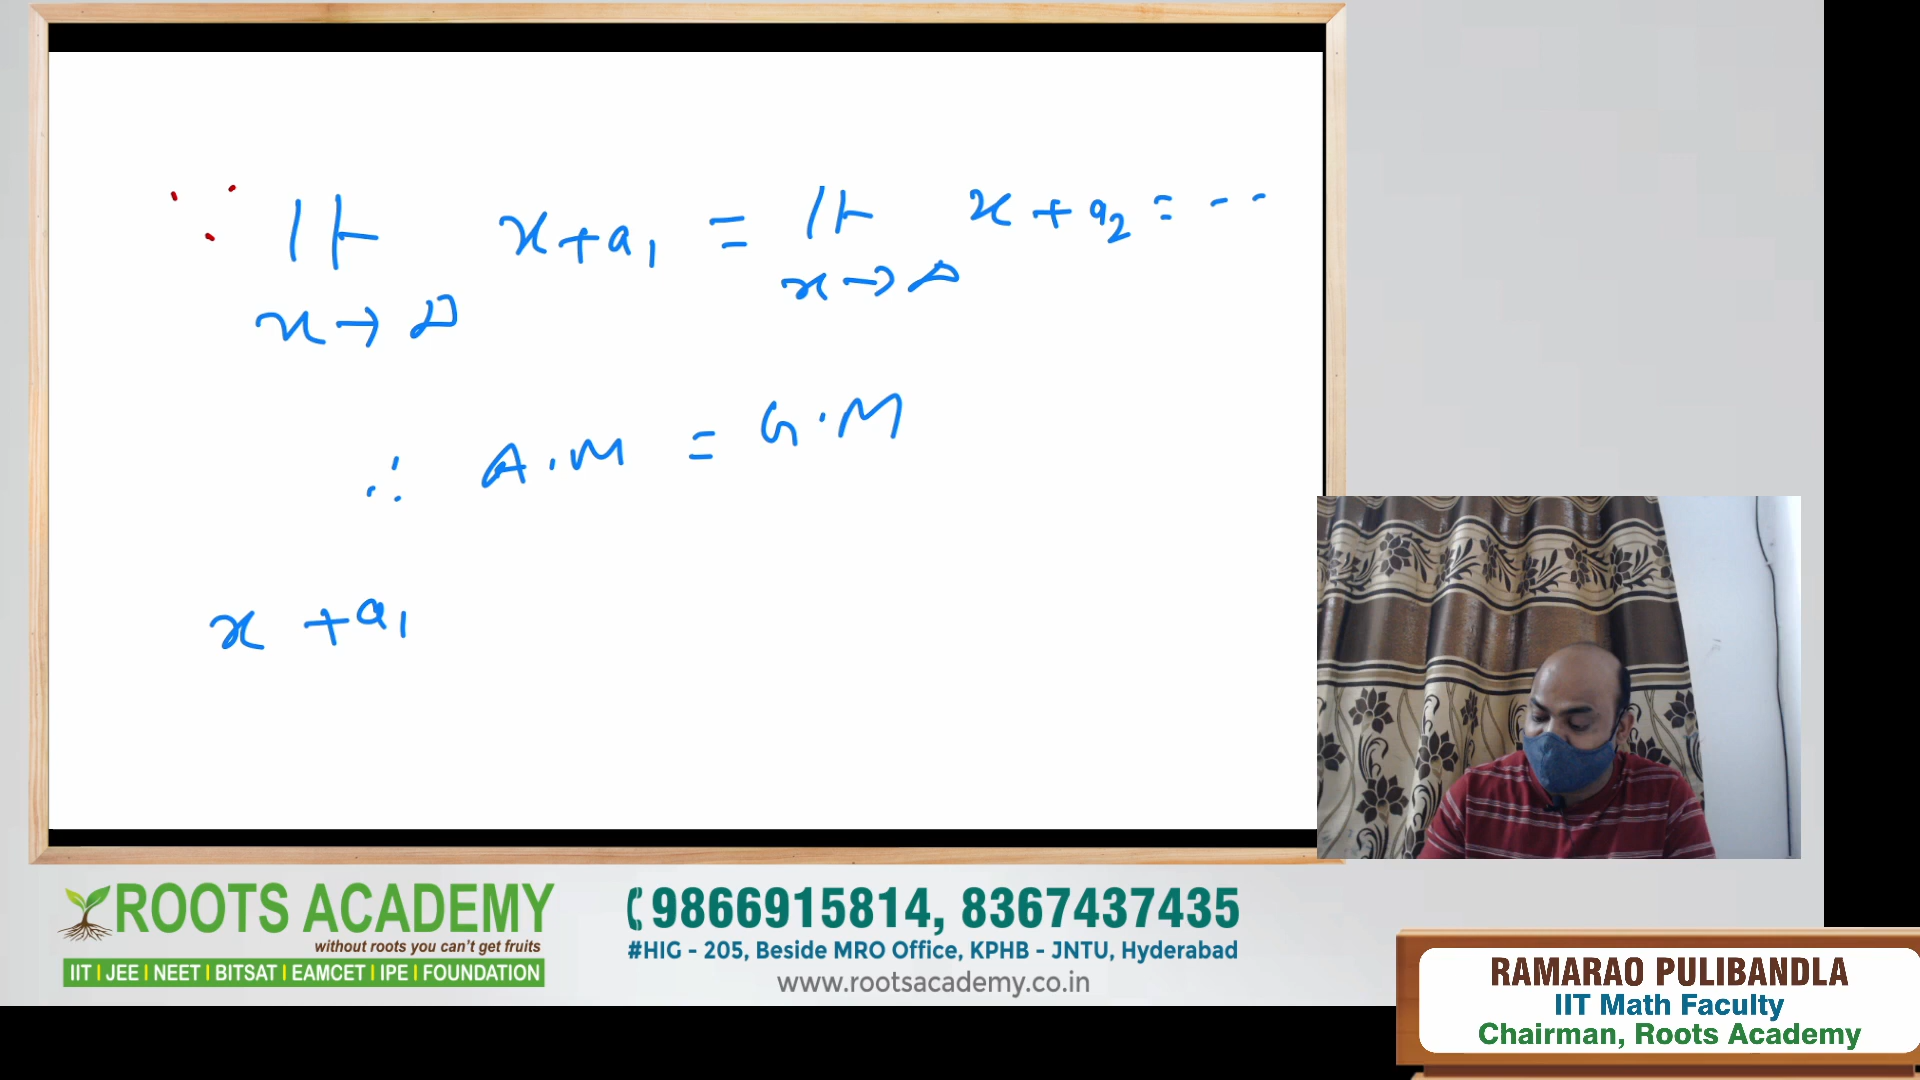 ∵ lt x + a₁ = lt x + a₂ = - -
x → ∞ x → ∞
∴ A.M = G.M
x + a₁
ROOTS ACADEMY
without roots you can't get fruits
IIT | JEE | NEET | BITSAT | EAMCET | IPE | FOUNDATION
9866915814, 8367437435
#HIG - 205, Beside MRO Office, KPHB - JNTU, Hyderabad
www.rootsacademy.co.in
RAMARAO PULIBANDLA
IIT Math Faculty
Chairman, Roots Academy